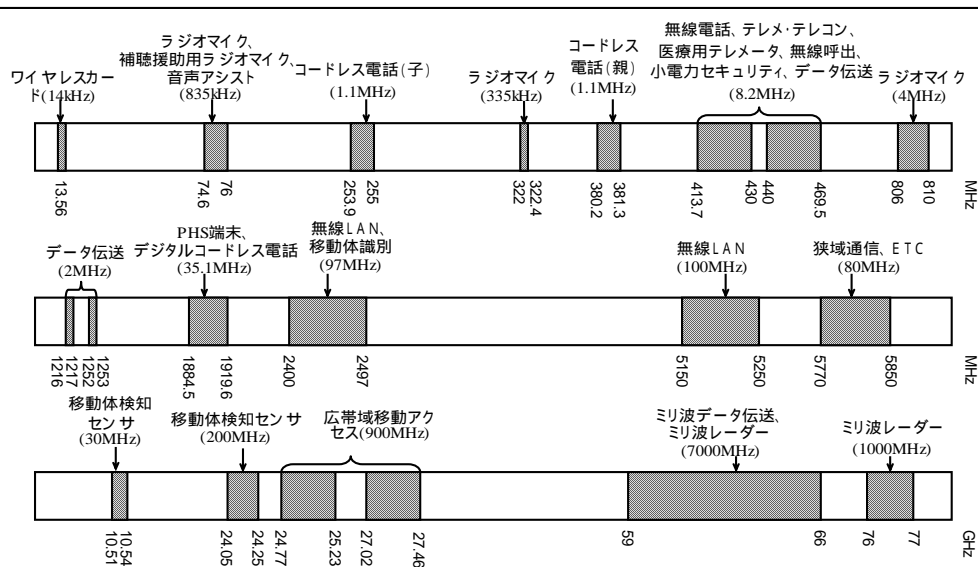 ワイヤレスカー
ド(14kHz)
ラジオマイク、
補聴援助用ラジオマイク、
音声アシスト
(835kHz)
コードレス電話(子)
(1.1MHz)
ラジオマイク
(335kHz)
コードレス
電話(親)
(1.1MHz)
無線電話、テレメ・テレコン、
医療用テレメータ、無線呼出、
小電力セキュリティ、データ伝送
(8.2MHz)
ラジオマイク
(4MHz)
13.56
74.6
76
253.9
255
322
322.4
380.2
381.3
413.7
430
440
469.5
806
810
MHz
データ伝送
(2MHz)
PHS端末、
デジタルコードレス電話
(35.1MHz)
無線LAN、
移動体識別
(97MHz)
無線LAN
(100MHz)
狭域通信、ETC
(80MHz)
1216
1217
1252
1253
1884.5
1919.6
2400
2497
5150
5250
5770
5850
MHz
移動体検知
センサ
(30MHz)
移動体検知センサ
(200MHz)
広帯域移動アク
セス(900MHz)
ミリ波データ伝送、
ミリ波レーダー
(7000MHz)
ミリ波レーダー
(1000MHz)
10.51
10.54
24.05
24.25
24.77
25.23
27.02
27.46
59
66
76
77
GHz